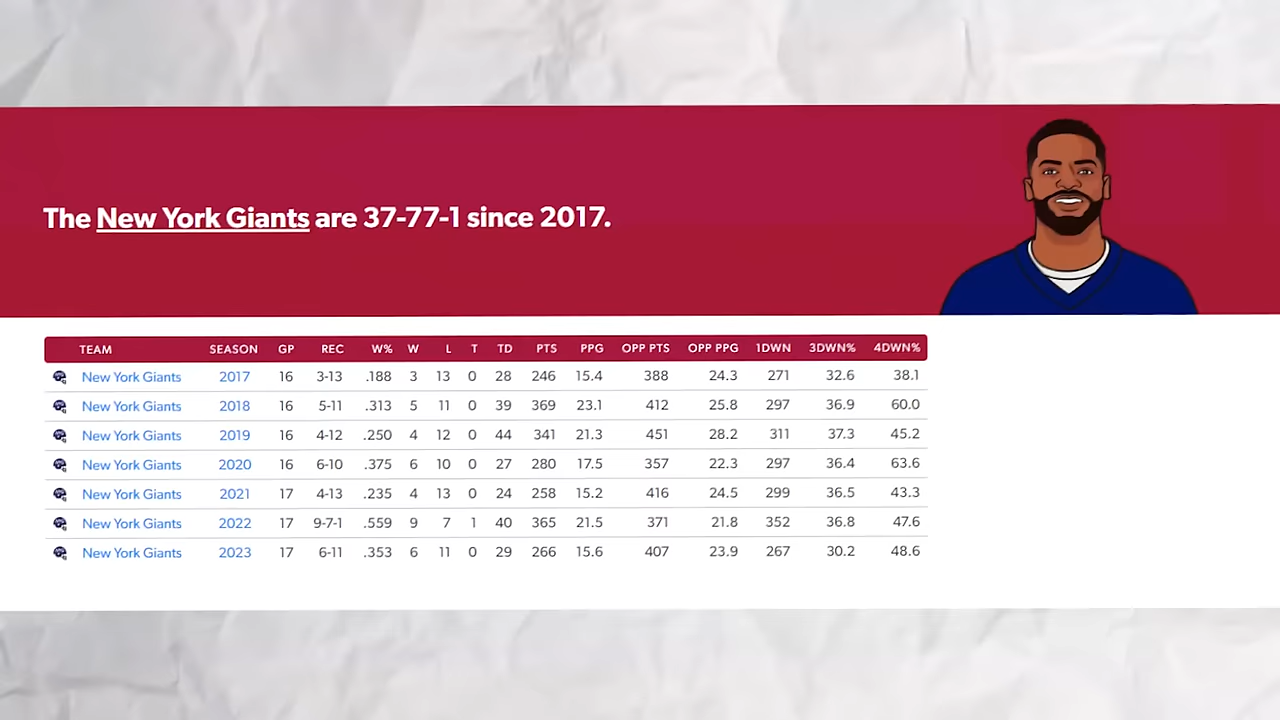 The New York Giants are 37-77-1 since 2017.
TEAM SEASON GP REC W% W L T TD PTS PPG OPP PTS OPP PPG 1DWN 3DWN% 4DWN%
New York Giants 2017 16 3-13 .188 3 13 0 28 246 15.4 388 24.3 271 32.6 38.1
New York Giants 2018 16 5-11 .313 5 11 0 39 369 23.1 412 25.8 297 36.9 60.0
New York Giants 2019 16 4-12 .250 4 12 0 44 341 21.3 451 28.2 311 37.3 45.2
New York Giants 2020 16 6-10 .375 6 10 0 27 280 17.5 357 22.3 297 36.4 63.6
New York Giants 2021 17 4-13 .235 4 13 0 24 258 15.2 416 24.5 299 36.5 43.3
New York Giants 2022 17 9-7-1 .559 9 7 1 40 365 21.5 371 21.8 352 36.8 47.6
New York Giants 2023 17 6-11 .353 6 11 0 29 266 15.6 407 23.9 267 30.2 48.6